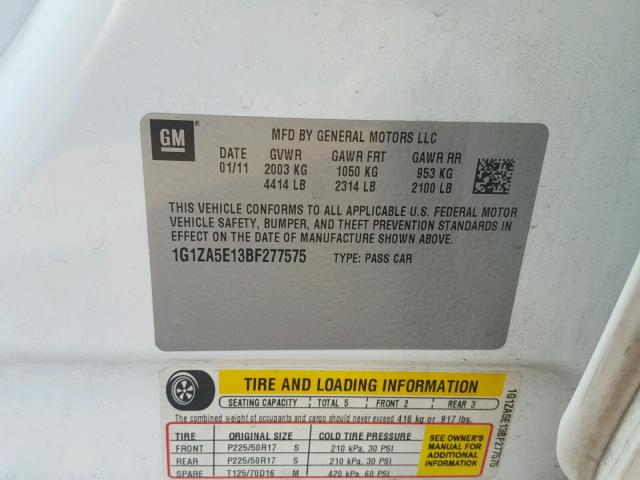 GM
MFD BY GENERAL MOTORS LLC
DATE GVWR GAWR FRT GAWR RR
01/11 2003 KG 1050 KG 953 KG
4414 LB 2314 LB 2100 LB
THIS VEHICLE CONFORMS TO ALL APPLICABLE U.S. FEDERAL MOTOR
VEHICLE SAFETY, BUMPER, AND THEFT PREVENTION STANDARDS IN
EFFECT ON THE DATE OF MANUFACTURE SHOWN ABOVE.
1G1ZA5E13BF277575 TYPE: PASS CAR
TIRE AND LOADING INFORMATION
SEATING CAPACITY TOTAL 5 FRONT 2 REAR 3
The combined weight of occupants and cargo should never exceed 416 kg or 917 lbs.
TIRE ORIGINAL SIZE COLD TIRE PRESSURE
FRONT P225/50R17 S 210 kPa, 30 PSI
REAR P225/50R17 S 210 kPa, 30 PSI
SPARE T125/70D16 M 420 kPa, 60 PSI
SEE OWNER'S
MANUAL FOR
ADDITIONAL
INFORMATION
1G1ZA5E13BF277575